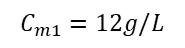 C_{m1} = 12g/L